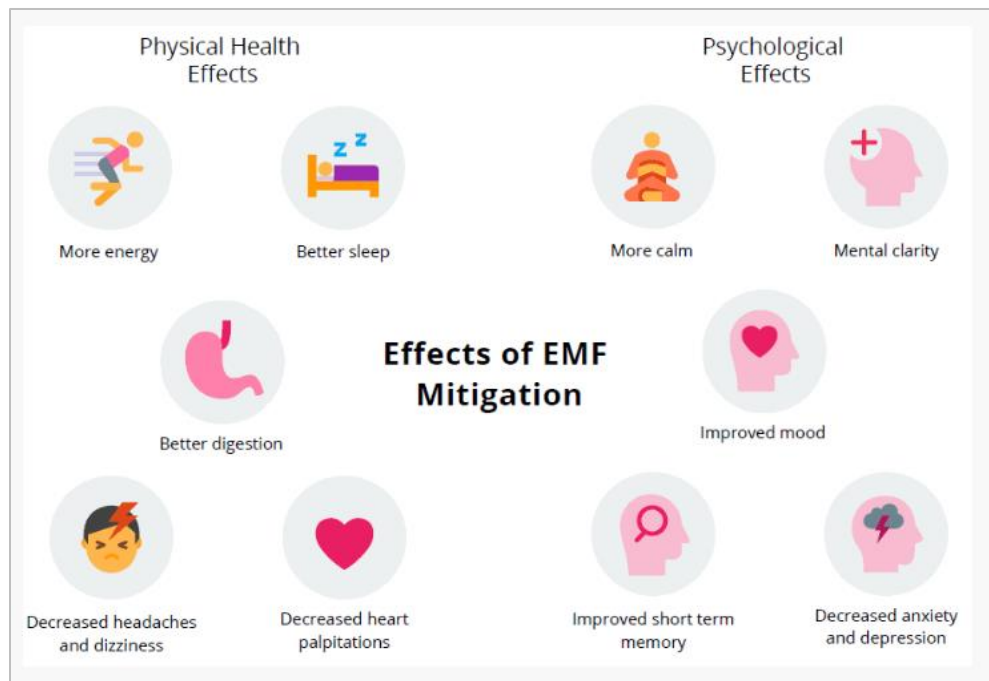 Physical Health
Effects
Psychological
Effects
More energy
Better sleep
More calm
Mental clarity
Effects of EMF
Mitigation
Better digestion
Improved mood
Decreased headaches
and dizziness
Decreased heart
palpitations
Improved short term
memory
Decreased anxiety
and depression